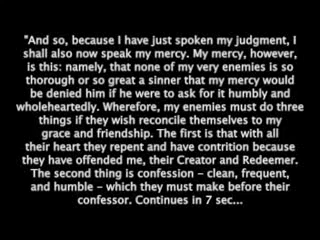 "And so, because I have just spoken my judgment, I
shall also now speak my mercy. My mercy, however,
is this: namely, that none of my very enemies is so
thorough or so great a sinner that my mercy would
be denied him if he were to ask for it humbly and
wholeheartedly. Wherefore, my enemies must do three
things if they wish reconcile themselves to my
grace and friendship. The first is that with all
their heart they repent and have contrition because
they have offended me, their Creator and Redeemer.
The second thing is confession - clean, frequent,
and humble - which they must make before their
confessor. Continues in 7 sec...